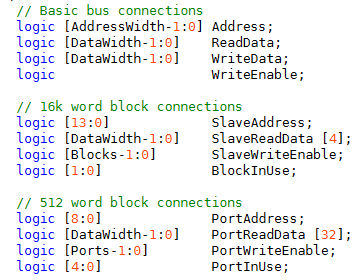 // Basic bus connections
logic [AddressWidth-1:0] Address;
logic [DataWidth-1:0]    ReadData;
logic [DataWidth-1:0]    WriteData;
logic                    WriteEnable;

// 16k word block connections
logic [13:0]             SlaveAddress;
logic [DataWidth-1:0]    SlaveReadData [4];
logic [Blocks-1:0]       SlaveWriteEnable;
logic [1:0]              BlockInUse;

// 512 word block connections
logic [8:0]              PortAddress;
logic [DataWidth-1:0]    PortReadData [32];
logic [Ports-1:0]        PortWriteEnable;
logic [4:0]              PortInUse;